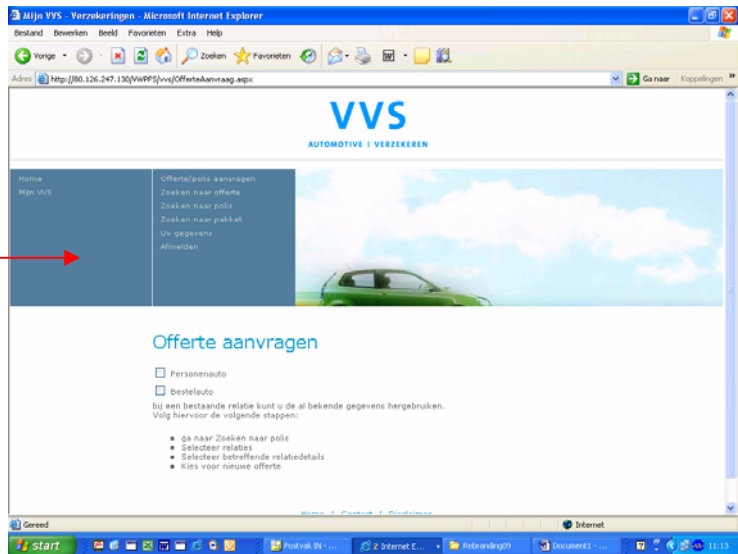 Mijn VVS - Verzekeringen - Microsoft Internet Explorer
Bestand Bewerken Beeld Favorieten Extra Help
Vorige Zoeken Favorieten
Adres http://80.126.247.130/VWPFS/vvs/OfferteAanvraag.aspx Ga naar Koppelingen »
VVS
AUTOMOTIVE I VERZEKEREN
Home
Mijn VVS
Offerte/polis aanvragen
Zoeken naar offerte
Zoeken naar polis
Zoeken naar pakket
Uw gegevens
Afmelden
Offerte aanvragen
Personenauto
Bestelauto
bij een bestaande relatie kunt u de al bekende gegevens hergebruiken.
Volg hiervoor de volgende stappen:
ga naar Zoeken naar polis
Selecteer relaties
Selecteer betreffende relatiedetails
Kies voor nieuwe offerte
Home | Contact | Disclaimer
Gereed Internet
start Postvak IN - ... 2 Internet E... Rebranding09 Document1 - ... 11:13